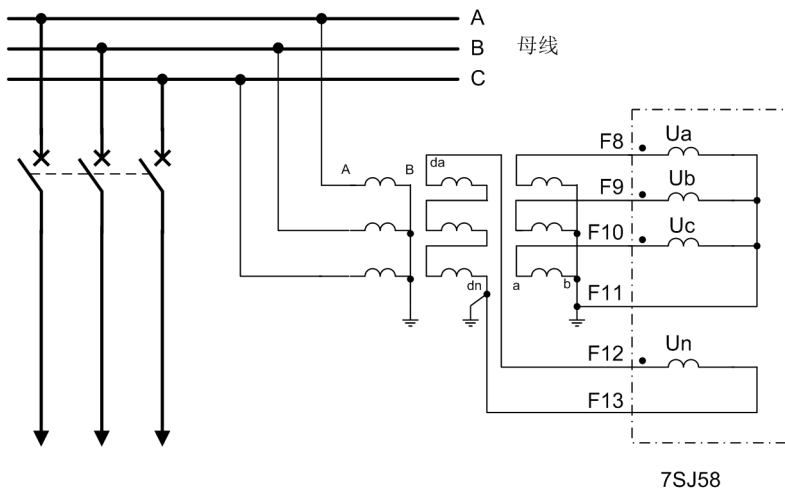 A
B 母线
C
F8 Ua
A B da
F9 Ub
F10 Uc
dn a b F11
F12 Un
F13
7SJ58